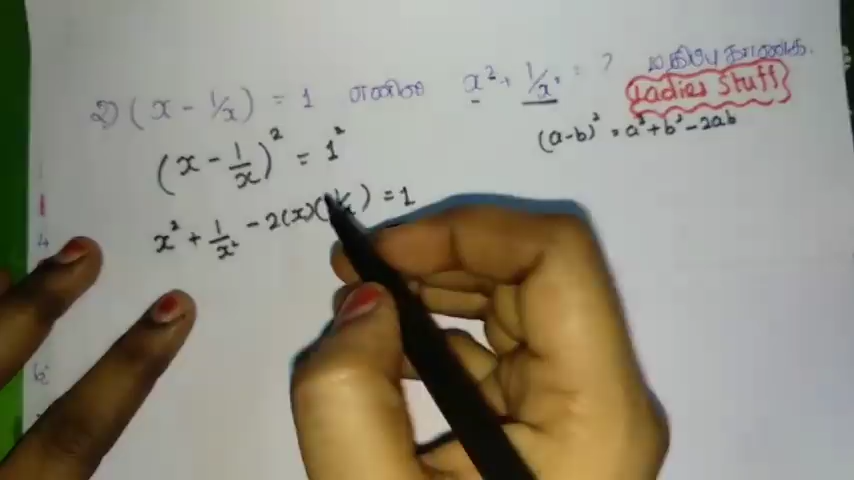 2) (x - 1/x) = 1 எனில் x² + 1/x² = ? மதிப்பு காண்க.
Ladies Stuff
(a-b)² = a² + b² - 2ab
(x - 1/x)² = 1²
x² + 1/x² - 2(x)(1/x) = 1
4